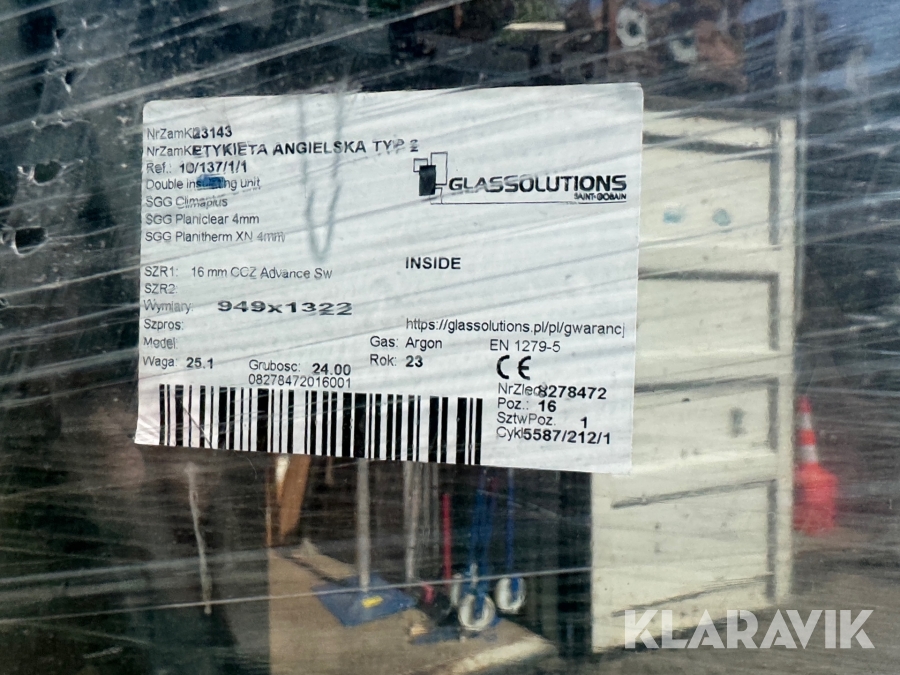 NrZamKl23143
NrZamKETYKIETA ANGIELSKA TYP 2
Ref.: 10/137/1/1
Double insulating unit
SGG Climaplus
SGG Planiclear 4mm
SGG Planitherm XN 4mm
GLASSOLUTIONS
SAINT-GOBAIN
INSIDE
SZR1: 16 mm CCZ Advance Sw
SZR2:
Wymiary: 949x1322
Szpros:
https://glassolutions.pl/pl/gwarancj
Model:
Gas: Argon
EN 1279-5
Waga: 25.1
Grubosc: 24.00
Rok: 23
CE
08278472016001
NrZlec8278472
Poz.: 16
SztwPoz. 1
Cykl5587/212/1
KLARAVIK